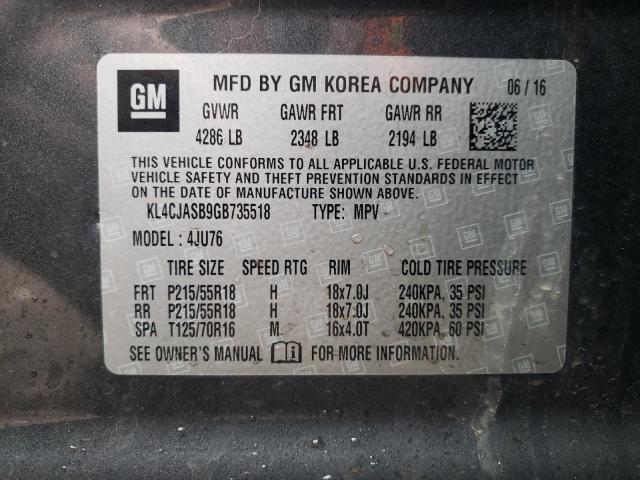 GM MFD BY GM KOREA COMPANY 06/16
GVWR GAWR FRT GAWR RR
4286 LB 2348 LB 2194 LB
THIS VEHICLE CONFORMS TO ALL APPLICABLE U.S. FEDERAL MOTOR
VEHICLE SAFETY AND THEFT PREVENTION STANDARDS IN EFFECT
ON THE DATE OF MANUFACTURE SHOWN ABOVE.
KL4CJASB9GB735518 TYPE: MPV
MODEL: 4JU76
TIRE SIZE SPEED RTG RIM COLD TIRE PRESSURE
FRT P215/55R18 H 18x7.0J 240KPA, 35 PSI
RR P215/55R18 H 18x7.0J 240KPA, 35 PSI
SPA T125/70R16 M 16x4.0T 420KPA, 60 PSI
SEE OWNER'S MANUAL FOR MORE INFORMATION.